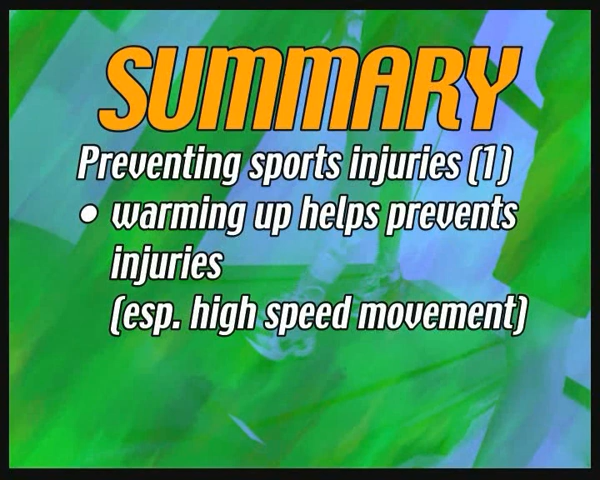 SUMMARY
Preventing sports injuries (1)
• warming up helps prevents
injuries
(esp. high speed movement)